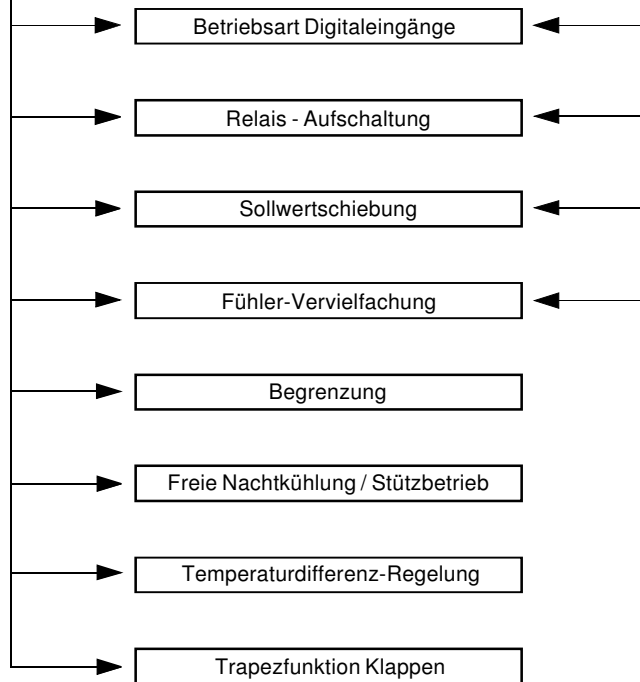 Betriebsart Digitaleingänge
Relais - Aufschaltung
Sollwertschiebung
Fühler-Vervielfachung
Begrenzung
Freie Nachtkühlung / Stützbetrieb
Temperaturdifferenz-Regelung
Trapezfunktion Klappen